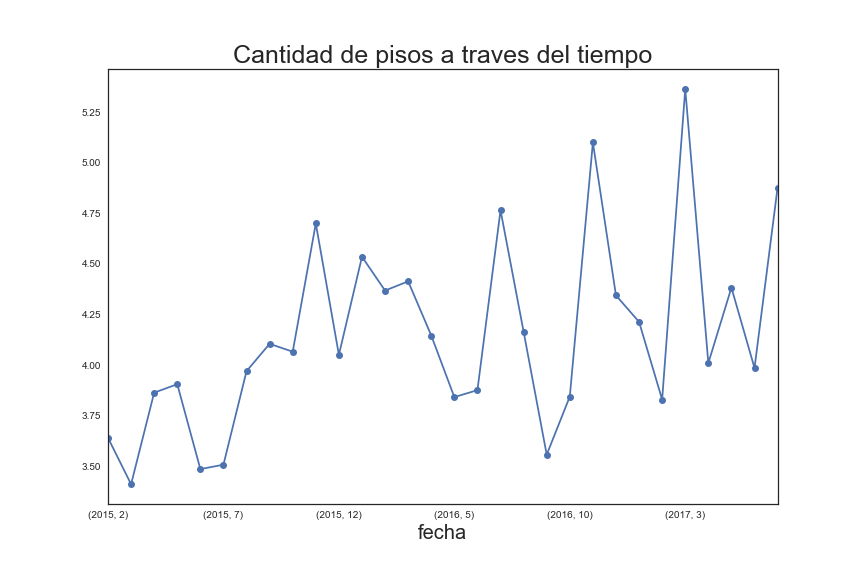 Cantidad de pisos a traves del tiempo
5.25
5.00
4.75
4.50
4.25
4.00
3.75
3.50
(2015, 2) (2015, 7) (2015, 12) (2016, 5) (2016, 10) (2017, 3)
fecha